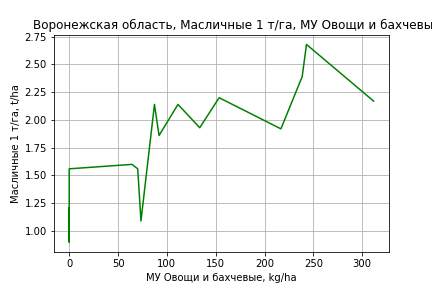 Воронежская область, Масличные 1 т/га, МУ Овощи и бахчевы
2.75
2.50
2.25
2.00
1.75
1.50
1.25
1.00
Масличные 1 т/га, t/ha
0 50 100 150 200 250 300
МУ Овощи и бахчевые, kg/ha